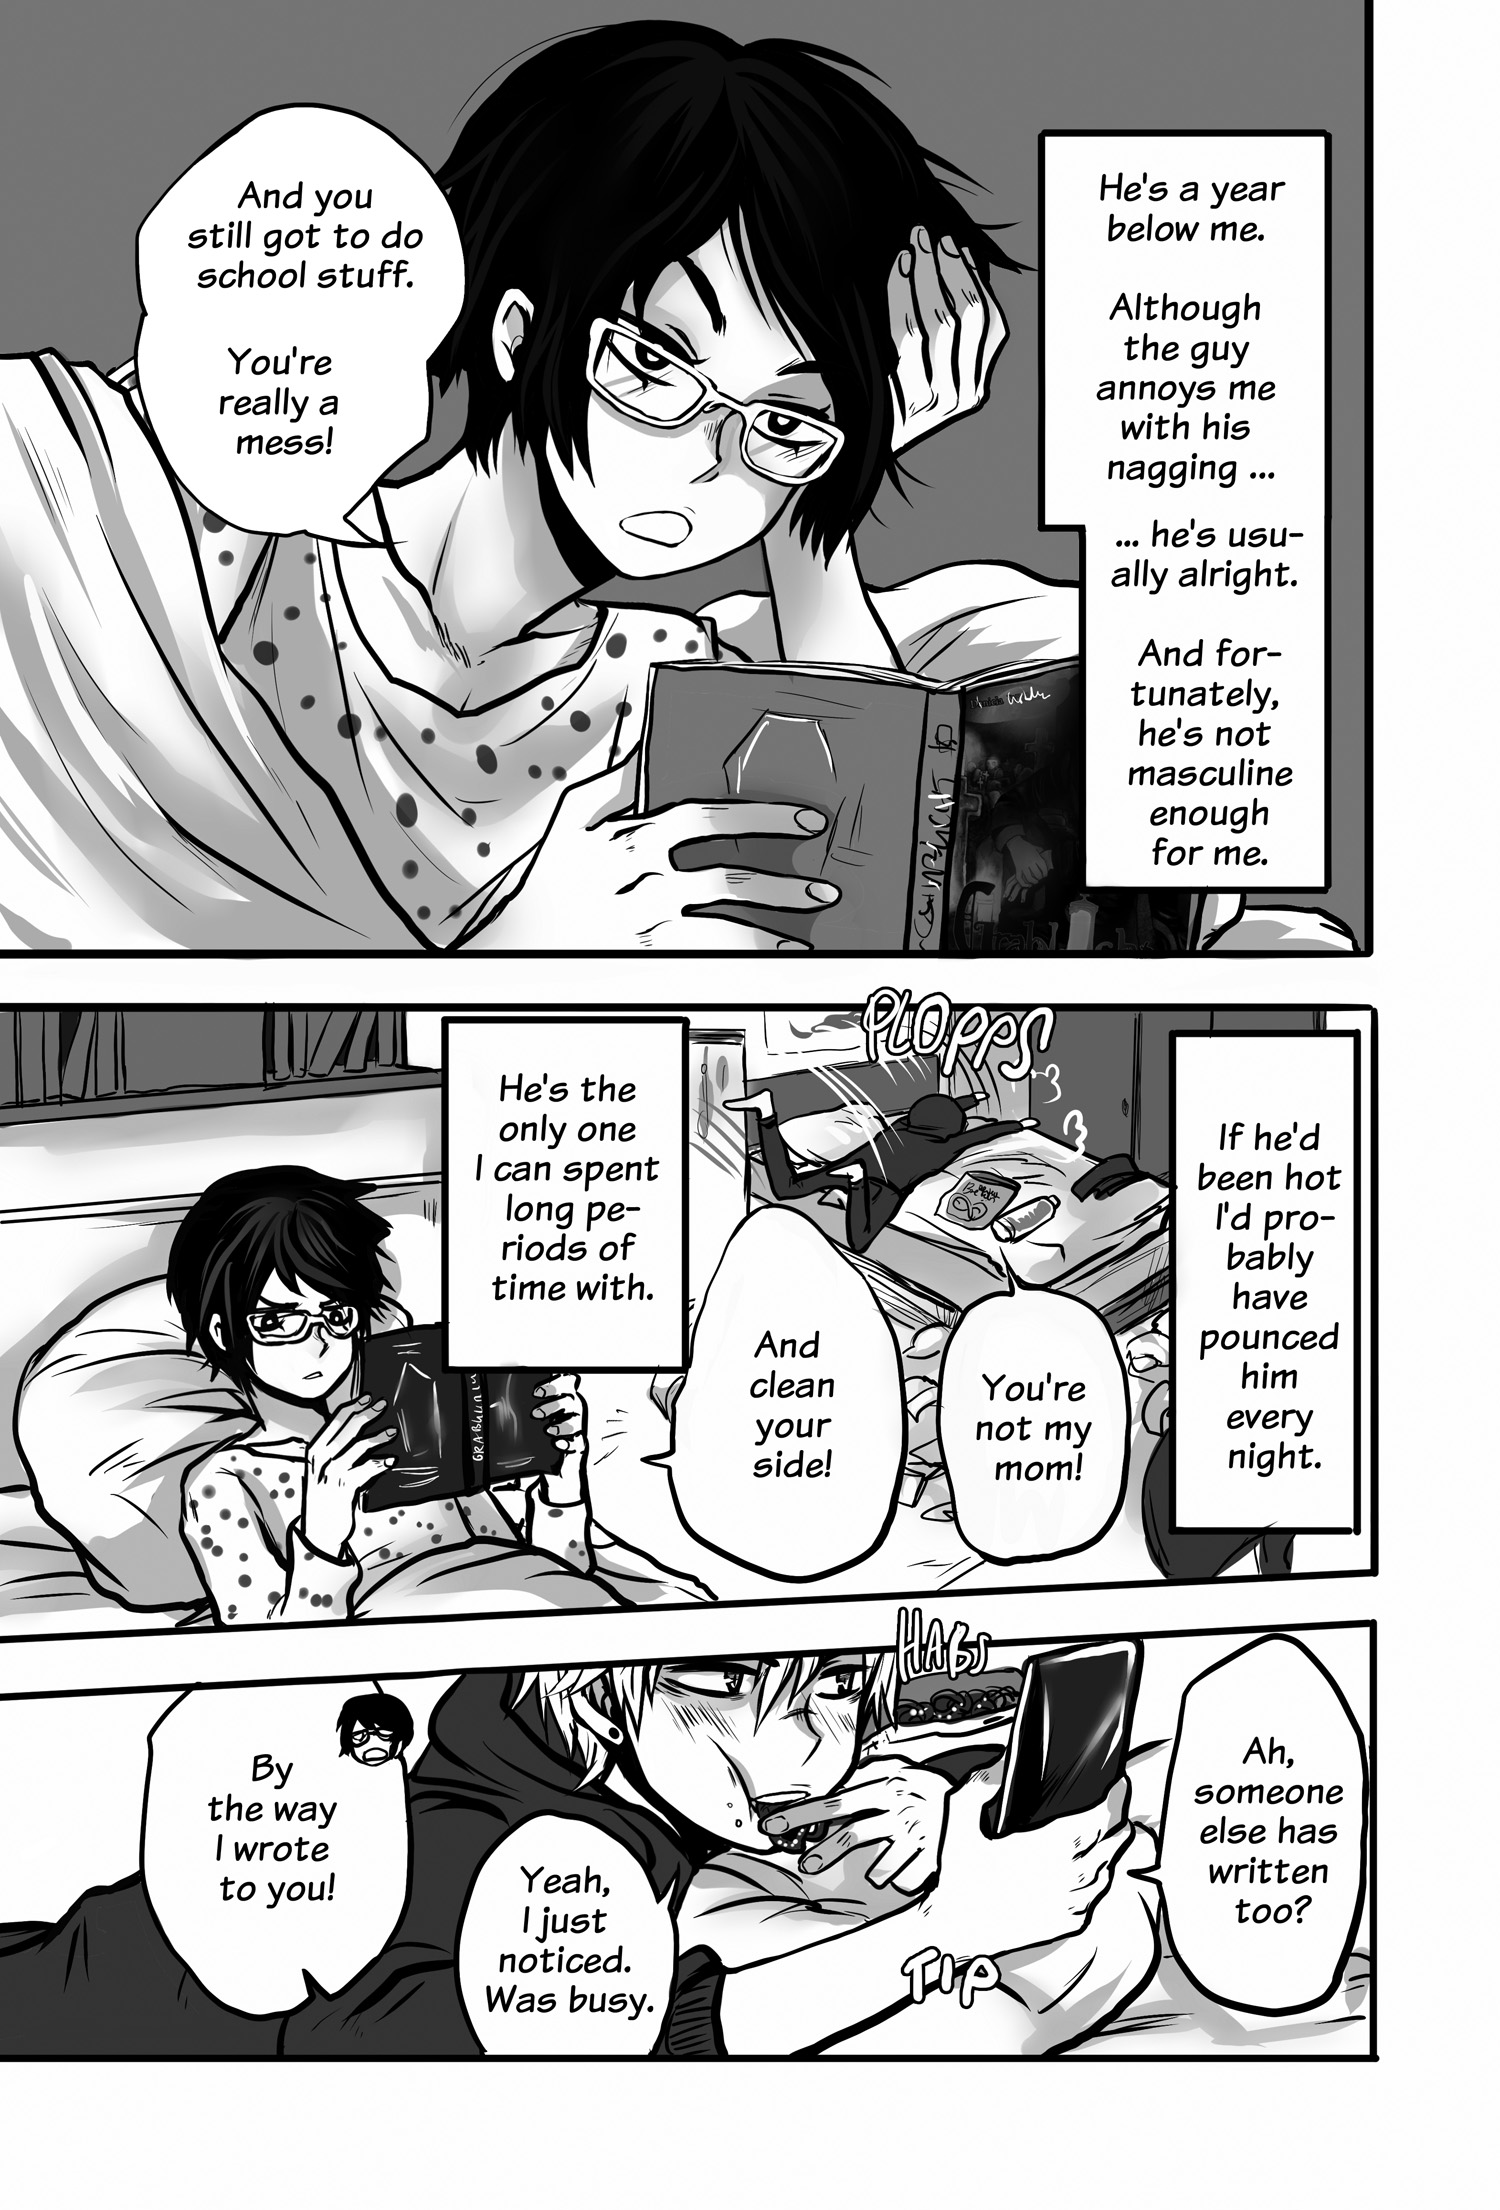 And you
still got to do
school stuff.
You're
really a
mess!
He's a year
below me.
Although
the guy
annoys me
with his
nagging ...
... he's usu-
ally alright.
And for-
tunately,
he's not
masculine
enough
for me.
He's the
only one
I can spent
long pe-
riods of
time with.
PLOPPS
And
clean
your
side!
You're
not my
mom!
If he'd
been hot
I'd pro-
bably
have
pounced
him
every
night.
By
the way
I wrote
to you!
Yeah,
I just
noticed.
Was busy.
HABS
TIP
Ah,
someone
else has
written
too?